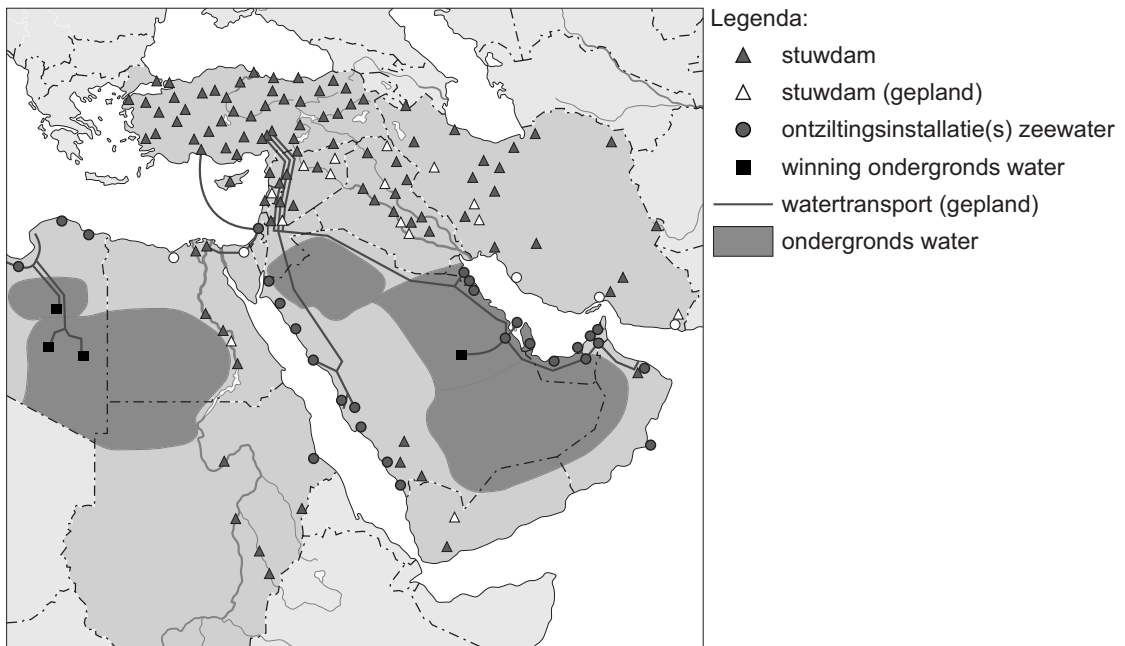 Legenda:
stuwdam
stuwdam (gepland)
ontziltingsinstallatie(s) zeewater
winning ondergronds water
watertransport (gepland)
ondergronds water